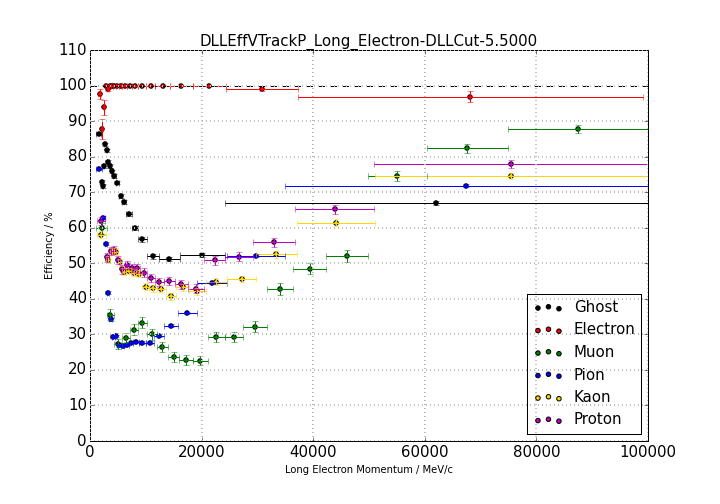 DLLEffVTrackP_Long_Electron-DLLCut-5.5000
110
100
90
80
70
60
50
40
30
20
10
0
Efficiency / %
0 20000 40000 60000 80000 100000
Long Electron Momentum / MeV/c
Ghost
Electron
Muon
Pion
Kaon
Proton